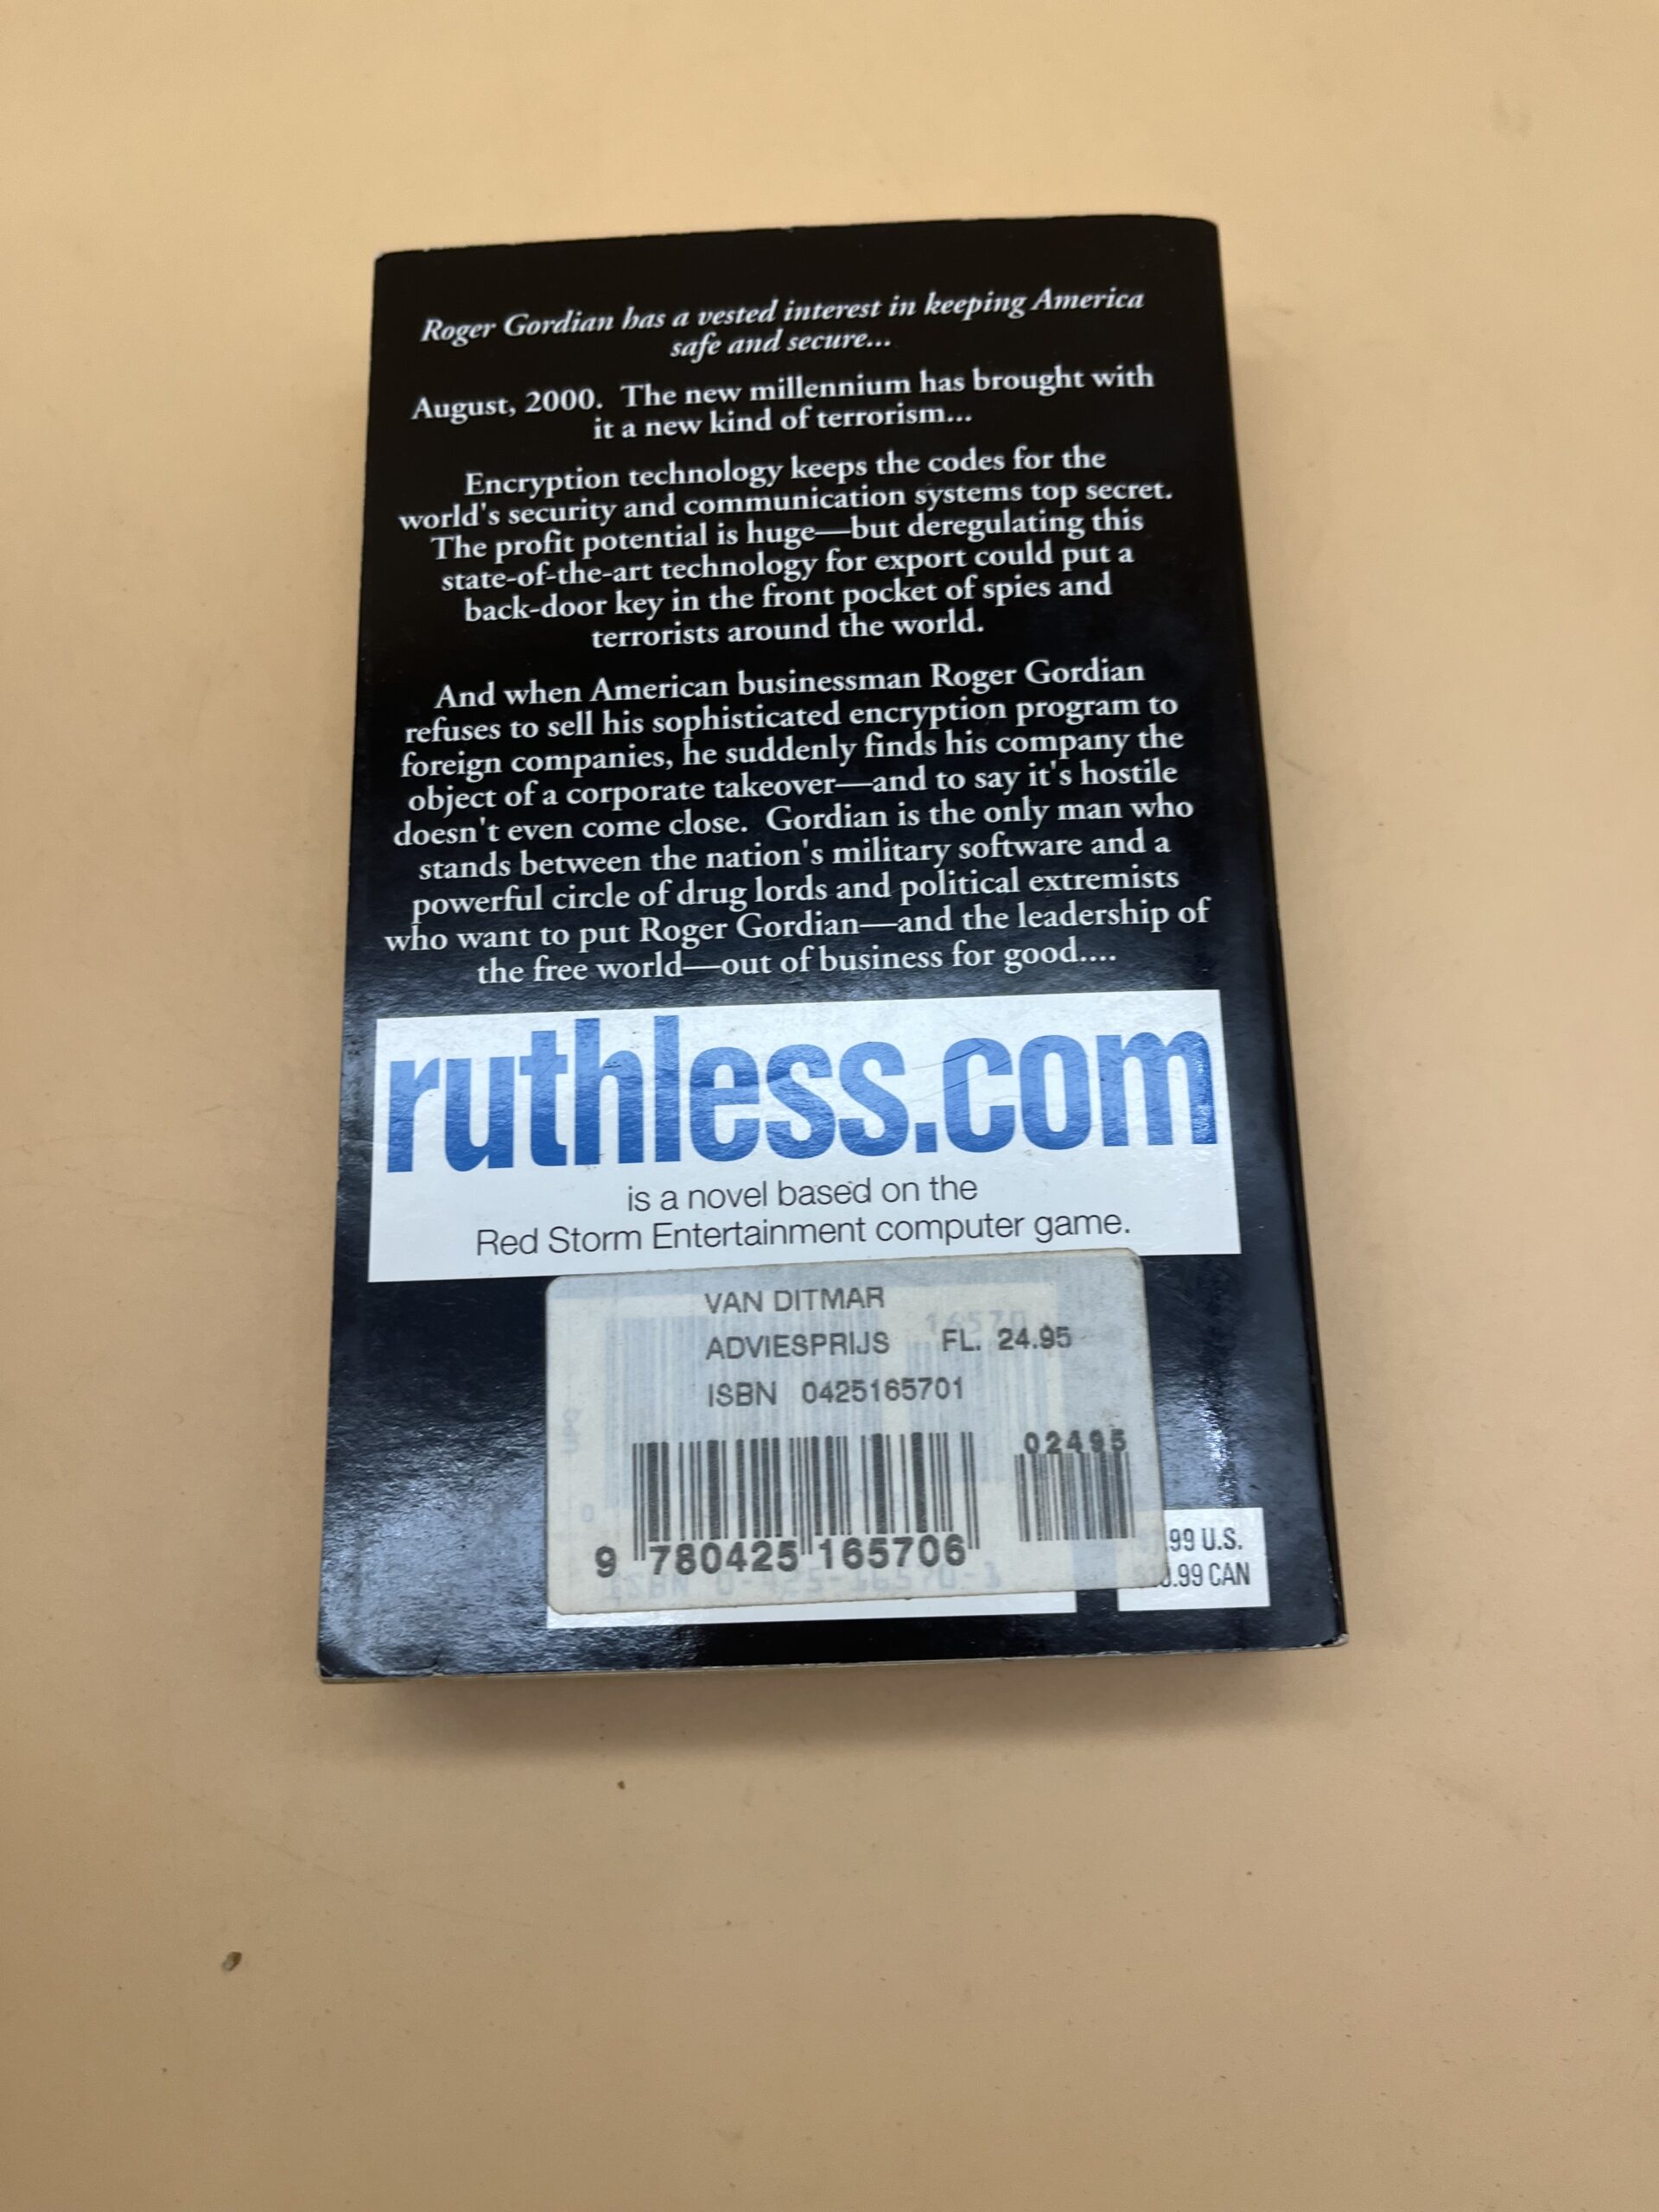 Roger Gordian has a vested interest in keeping America
safe and secure...
August, 2000. The new millennium has brought with
it a new kind of terrorism...
Encryption technology keeps the codes for the
world's security and communication systems top secret.
The profit potential is huge—but deregulating this
state-of-the-art technology for export could put a
back-door key in the front pocket of spies and
terrorists around the world.
And when American businessman Roger Gordian
refuses to sell his sophisticated encryption program to
foreign companies, he suddenly finds his company the
object of a corporate takeover—and to say it's hostile
doesn't even come close. Gordian is the only man who
stands between the nation's military software and a
powerful circle of drug lords and political extremists
who want to put Roger Gordian—and the leadership of
the free world—out of business for good....
ruthless.com
is a novel based on the
Red Storm Entertainment computer game.
VAN DITMAR
16570
ADVIESPRIJS FL. 24.95
ISBN 0425165701
02495
9 780425 165706
ISBN 0-425-16570-1
.99 U.S.
.99 CAN